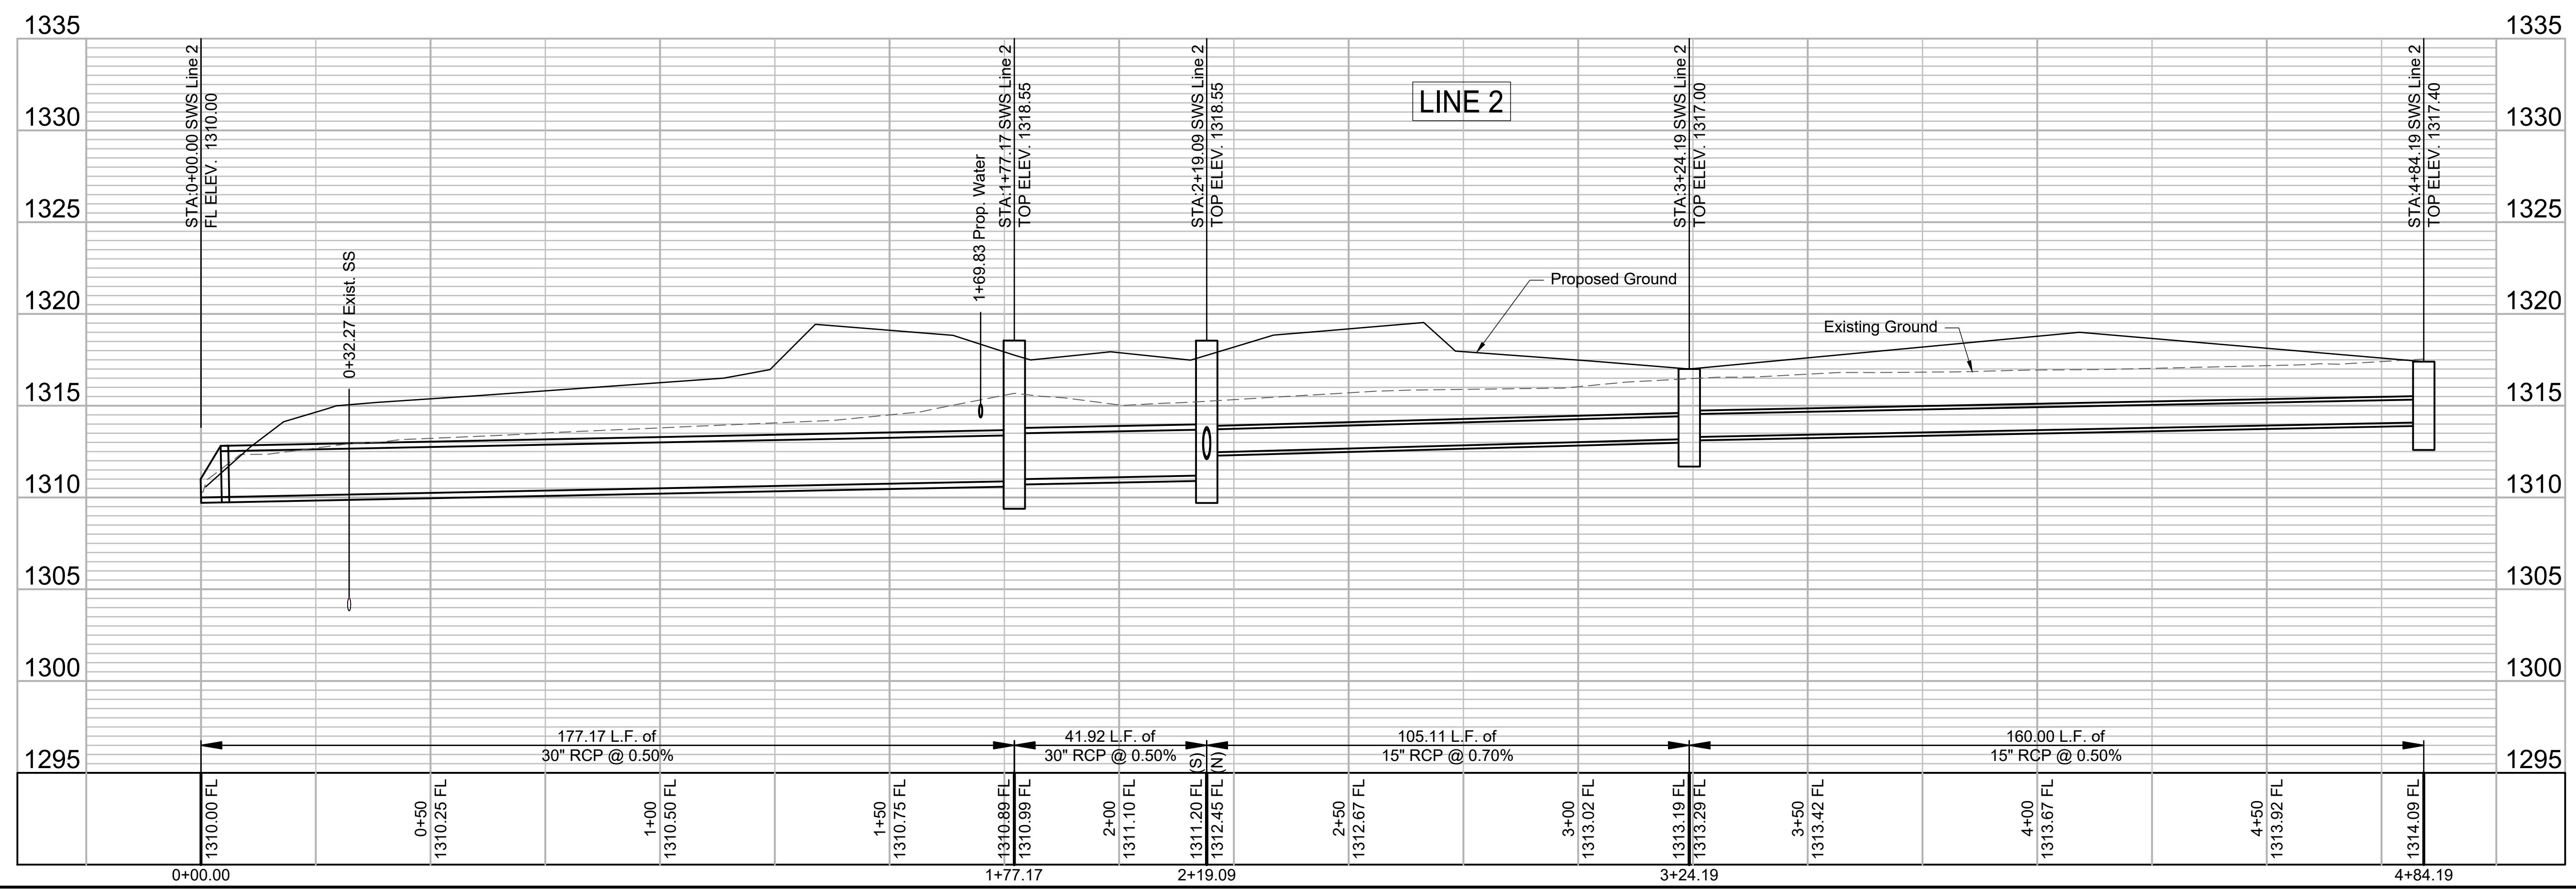 1335
1335
1330
1330
1325
1325
1320
1320
1315
1315
1310
1310
1305
1305
1300
1300
1295
1295
LINE 2
STA:0+00.00 SWS Line 2
FL ELEV. 1310.00
0+32.27 Exist. SS
1+69.83 Prop. Water
STA:1+77.17 SWS Line 2
TOP ELEV. 1318.55
STA:2+19.09 SWS Line 2
TOP ELEV. 1318.55
STA:3+24.19 SWS Line 2
TOP ELEV. 1317.00
STA:4+84.19 SWS Line 2
TOP ELEV. 1317.40
Proposed Ground
Existing Ground
177.17 L.F. of
30" RCP @ 0.50%
41.92 L.F. of
30" RCP @ 0.50%
105.11 L.F. of
15" RCP @ 0.70%
160.00 L.F. of
15" RCP @ 0.50%
1310.00 FL
0+50
1310.25 FL
1+00
1310.50 FL
1+50
1310.75 FL
1310.89 FL
1310.99 FL
2+00
1311.10 FL
1311.20 FL (S)
1312.45 FL (N)
2+50
1312.67 FL
3+00
1313.02 FL
1313.19 FL
1313.29 FL
3+50
1313.42 FL
4+00
1313.67 FL
4+50
1313.92 FL
1314.09 FL
0+00.00
1+77.17
2+19.09
3+24.19
4+84.19